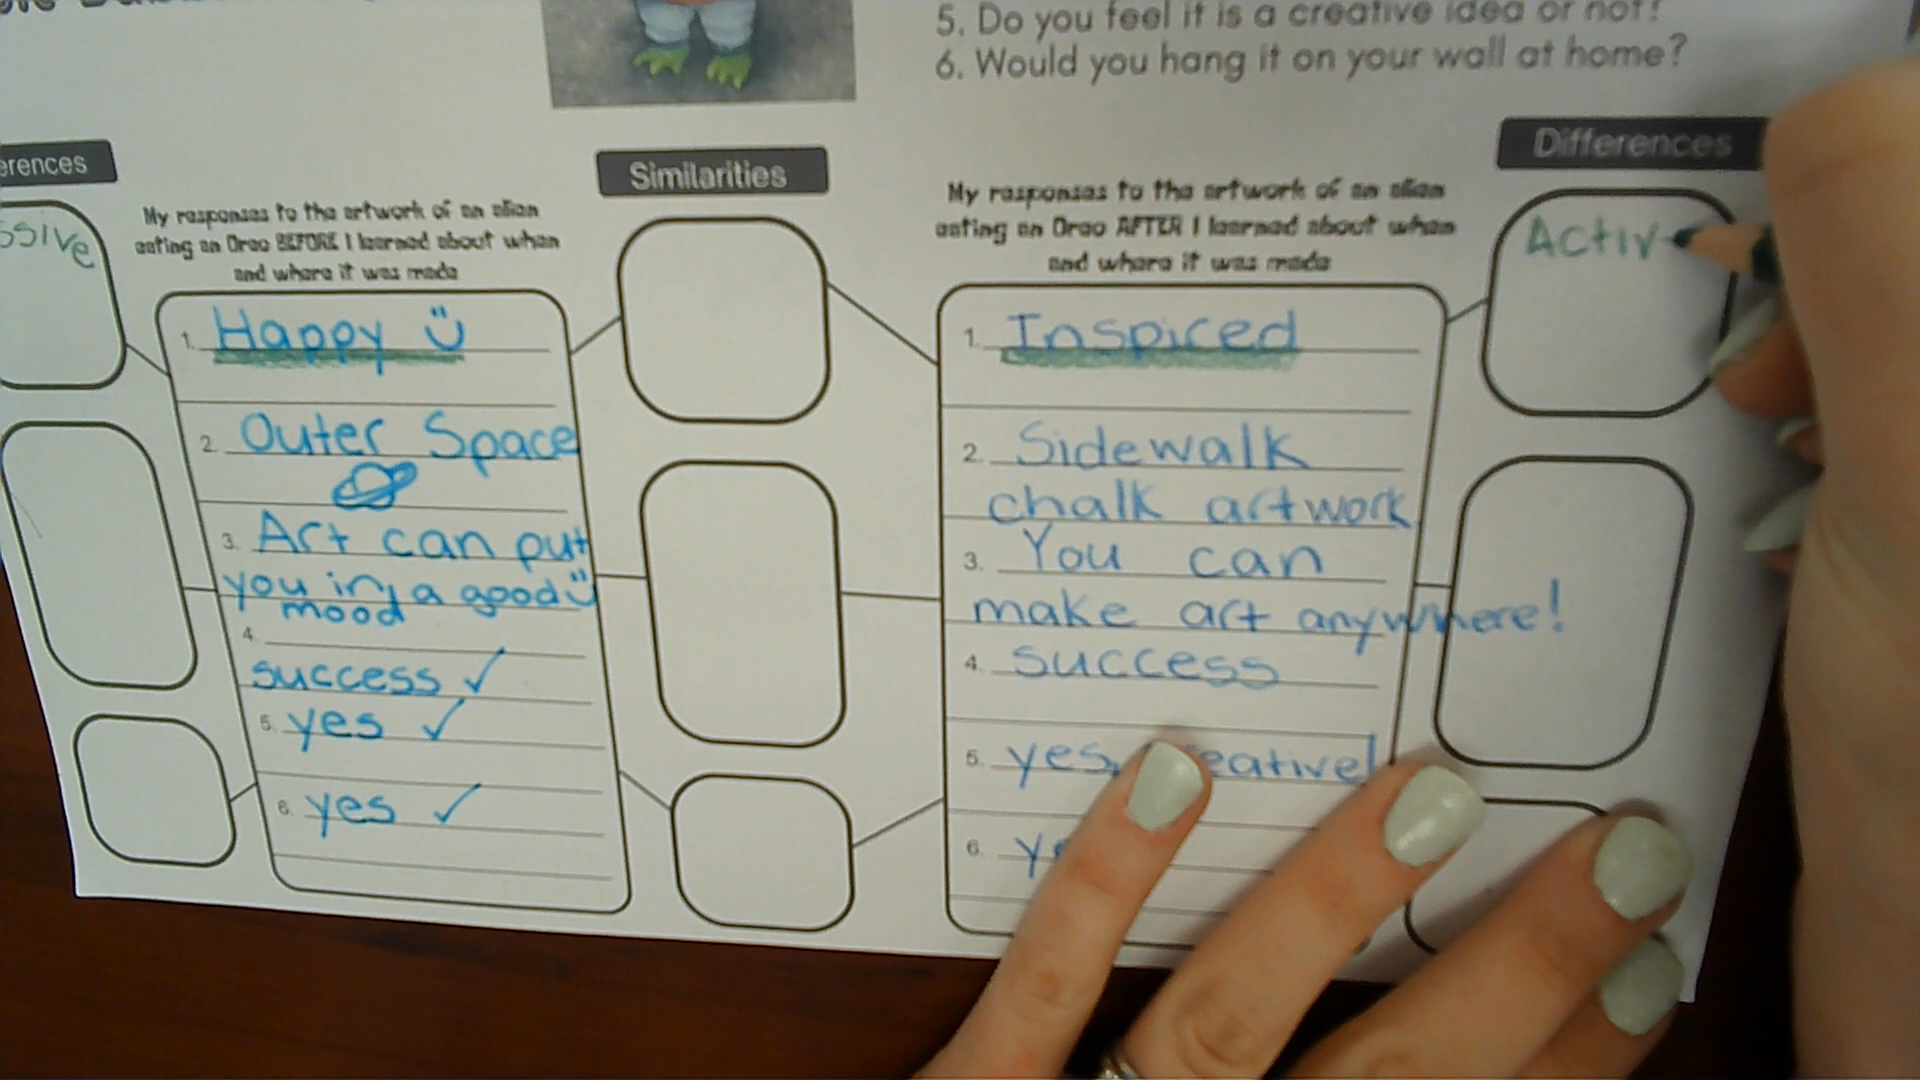 5. Do you feel it is a creative idea or not?
6. Would you hang it on your wall at home?
erences
Similarities
Differences
ssive
My responses to the artwork of an alien
eating an Oreo BEFORE I learned about when
and where it was made
1. Happy
2. Outer Space
3. Art can put
you in a good
mood
4.
success ✓
5. yes ✓
6. yes ✓
My responses to the artwork of an alien
eating an Oreo AFTER I learned about when
and where it was made
1. Inspired
2. Sidewalk
chalk artwork
3. You can
make art anywhere!
4. success
5. yes, eative!
6.
Activ